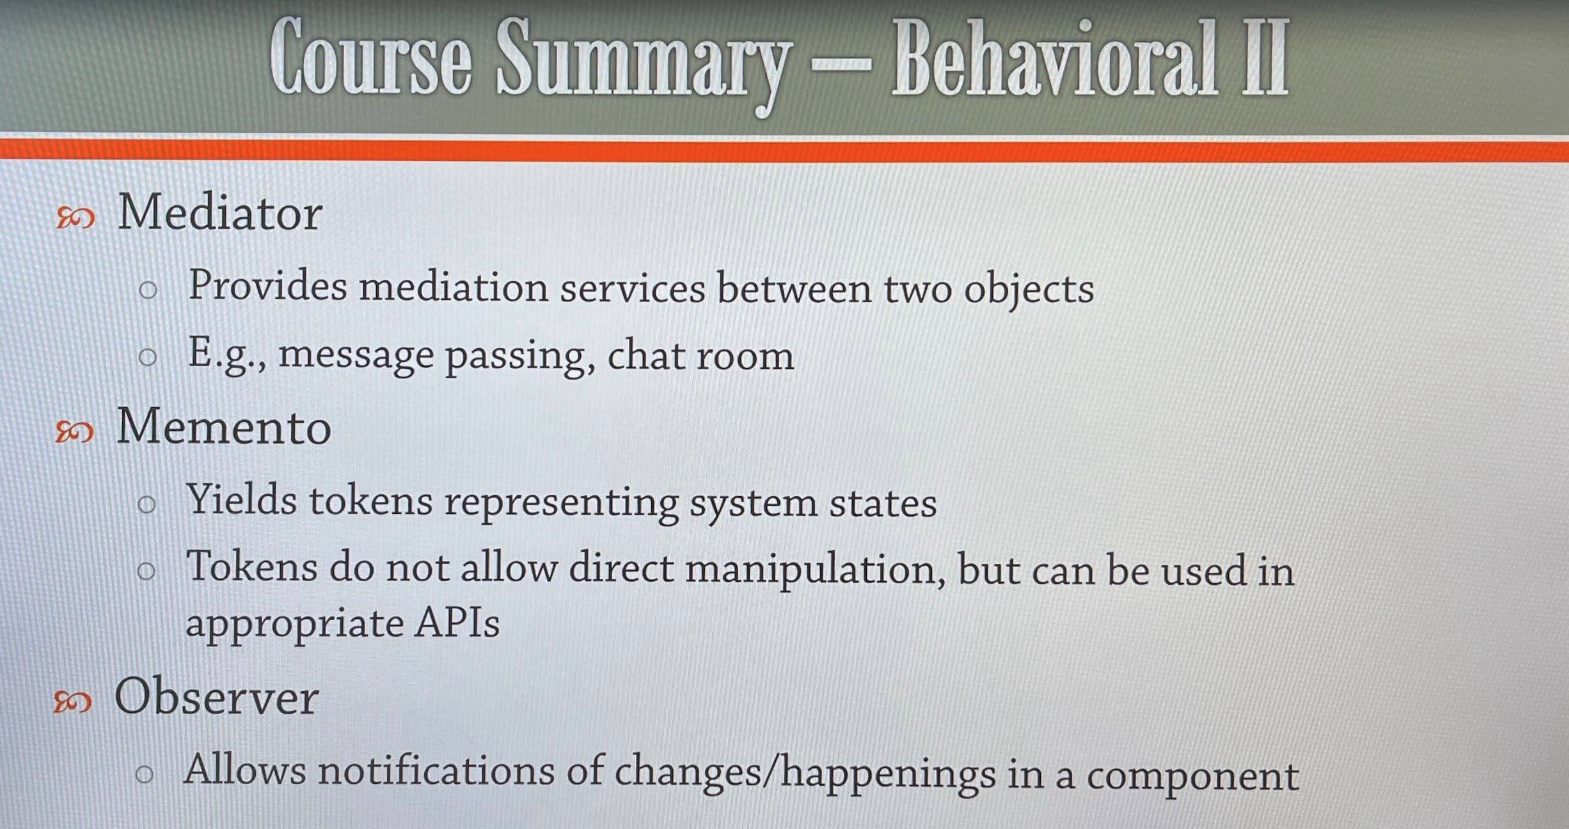 Course Summary – Behavioral II
Mediator
Provides mediation services between two objects
E.g., message passing, chat room
Memento
Yields tokens representing system states
Tokens do not allow direct manipulation, but can be used in
appropriate APIs
Observer
Allows notifications of changes/happenings in a component